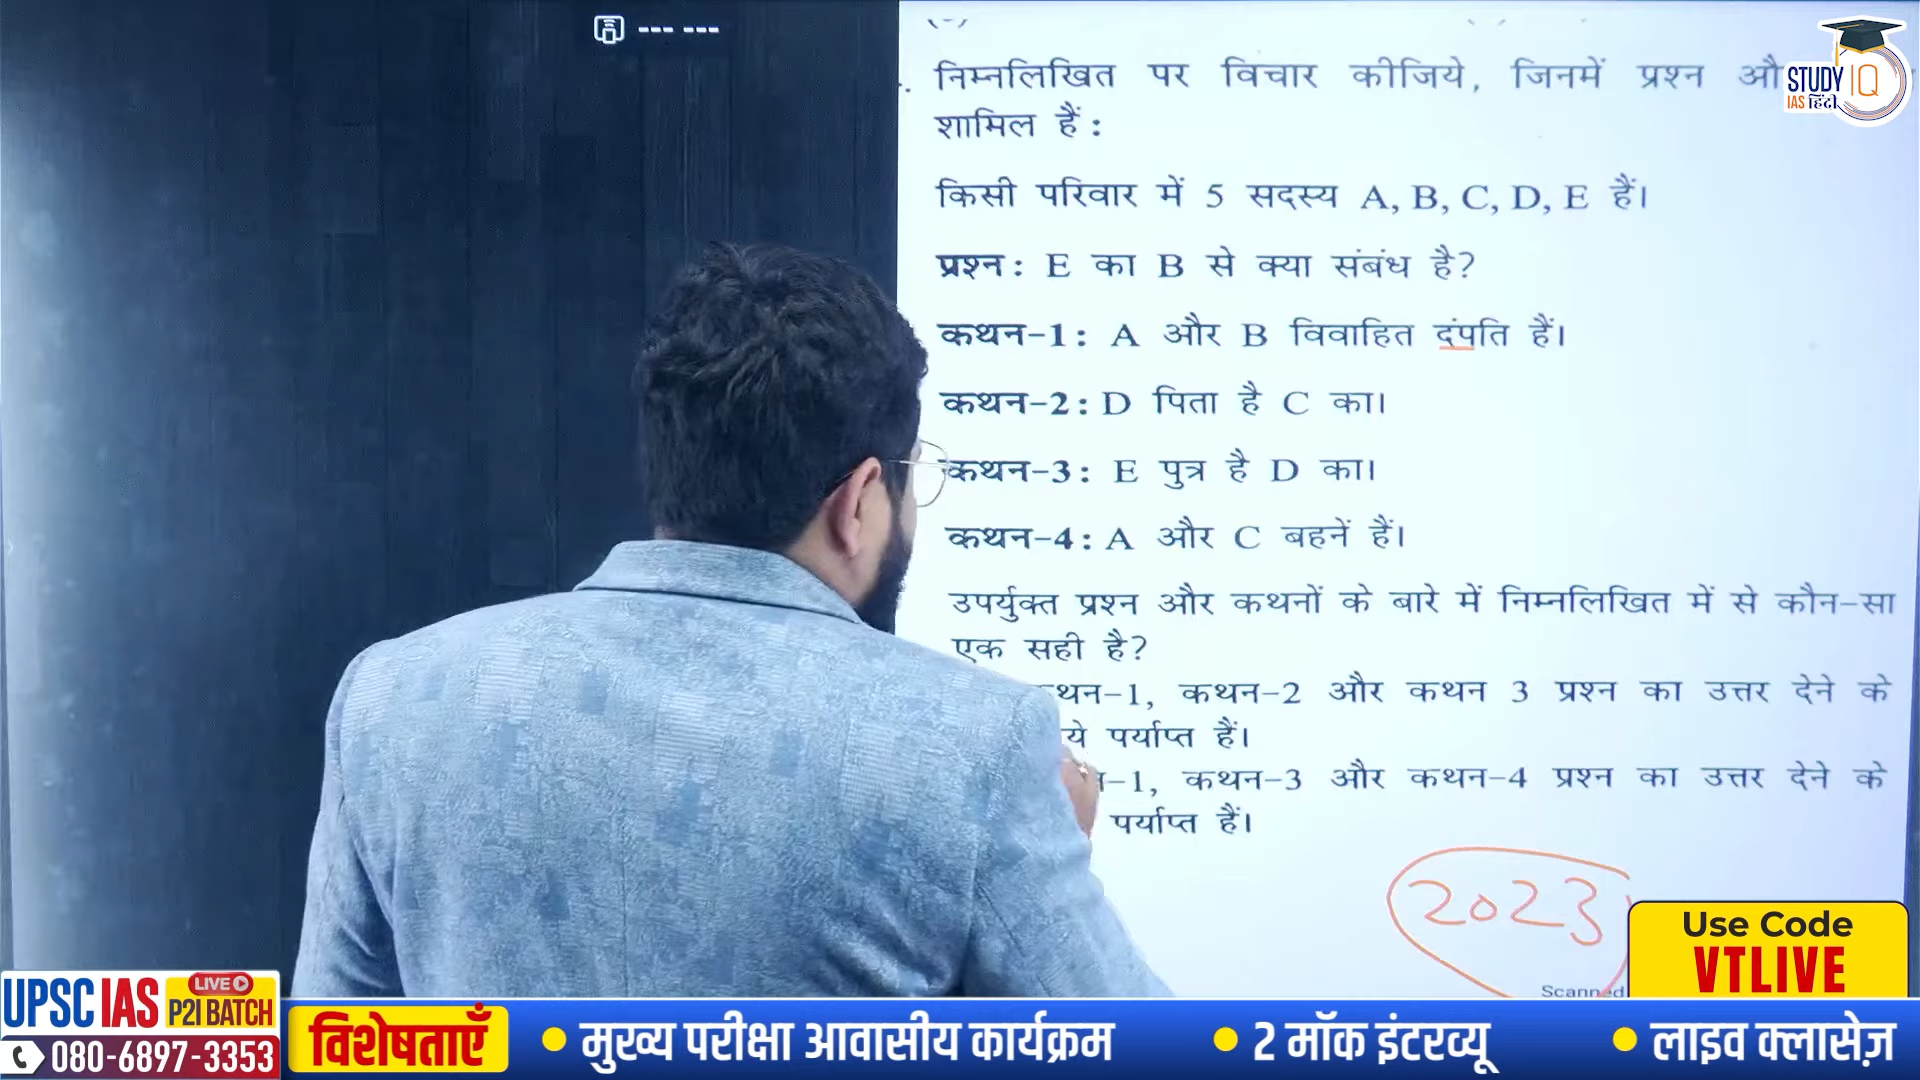 निम्नलिखित पर विचार कीजिये, जिनमें प्रश्न औ
शामिल हैं :
किसी परिवार में 5 सदस्य A, B, C, D, E हैं।
प्रश्न : E का B से क्या संबंध है?
कथन-1 : A और B विवाहित दंपति हैं।
कथन-2 : D पिता है C का।
कथन-3 : E पुत्र है D का।
कथन-4 : A और C बहनें हैं।
उपर्युक्त प्रश्न और कथनों के बारे में निम्नलिखित में से कौन-सा
एक सही है?
थन-1, कथन-2 और कथन 3 प्रश्न का उत्तर देने के
ये पर्याप्त हैं।
-1, कथन-3 और कथन-4 प्रश्न का उत्तर देने के
पर्याप्त हैं।
2023
Scanned
STUDY IQ
IAS हिंदी
Use Code
VTLIVE
UPSC IAS LIVE P2I BATCH
080-6897-3353
विशेषताएँ
• मुख्य परीक्षा आवासीय कार्यक्रम • 2 मॉक इंटरव्यू • लाइव क्लासेज़